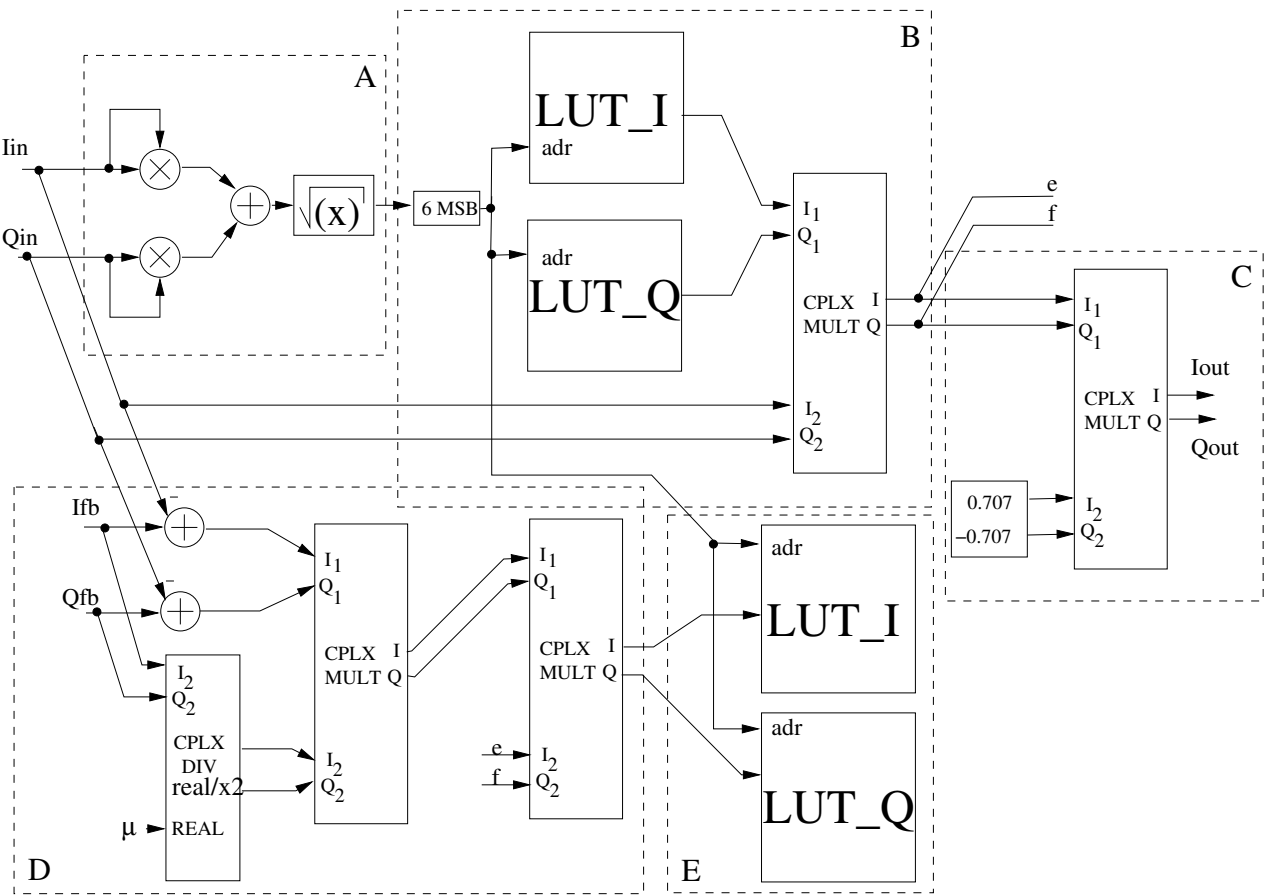 A
Iin
Qin
√(x)
B
LUT_I
adr
6 MSB
adr
LUT_Q
I1
Q1
CPLX I
MULT Q
I2
Q2
e
f
C
I1
Q1
CPLX I
MULT Q
Iout
Qout
0.707
−0.707
I2
Q2
Ifb
Qfb
−
−
I1
Q1
CPLX I
MULT Q
I2
Q2
I2
Q2
CPLX
DIV
real/x2
μ
REAL
D
I1
Q1
CPLX I
MULT Q
e
f
I2
Q2
adr
LUT_I
adr
LUT_Q
E